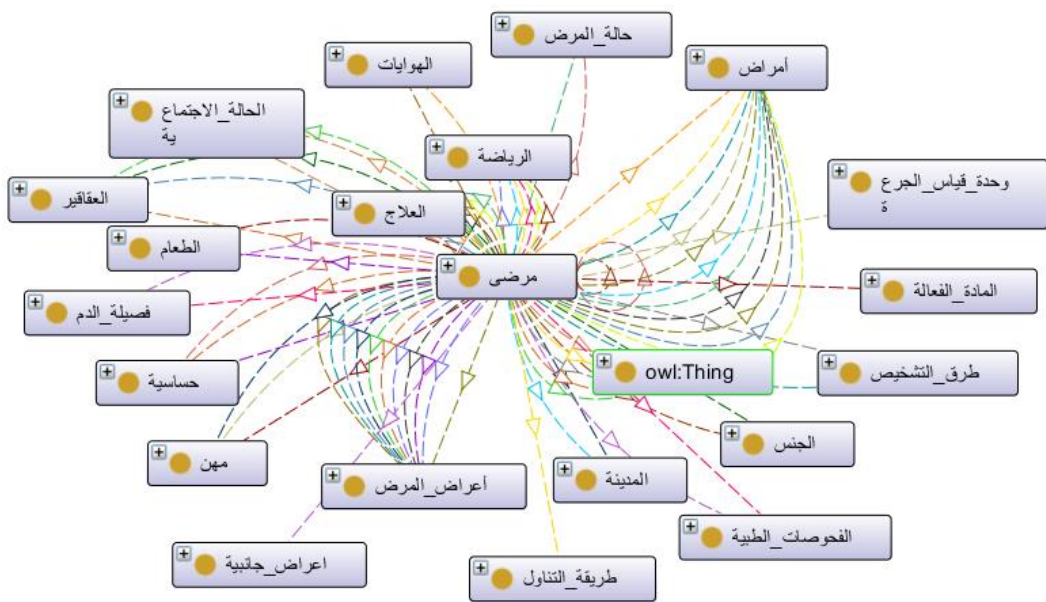 حالة_المرض
الهوايات
أمراض
الحالة_الاجتماع
ية
الرياضة
وحدة_قياس_الجرع
ة
العقاقير
العلاج
الطعام
مرضى
المادة_الفعالة
فصيلة_الدم
owl:Thing
طرق_التشخيص
حساسية
الجنس
مهن
أعراض_المرض
المدينة
الفحوصات_الطبية
اعراض_جانبية
طريقة_التناول